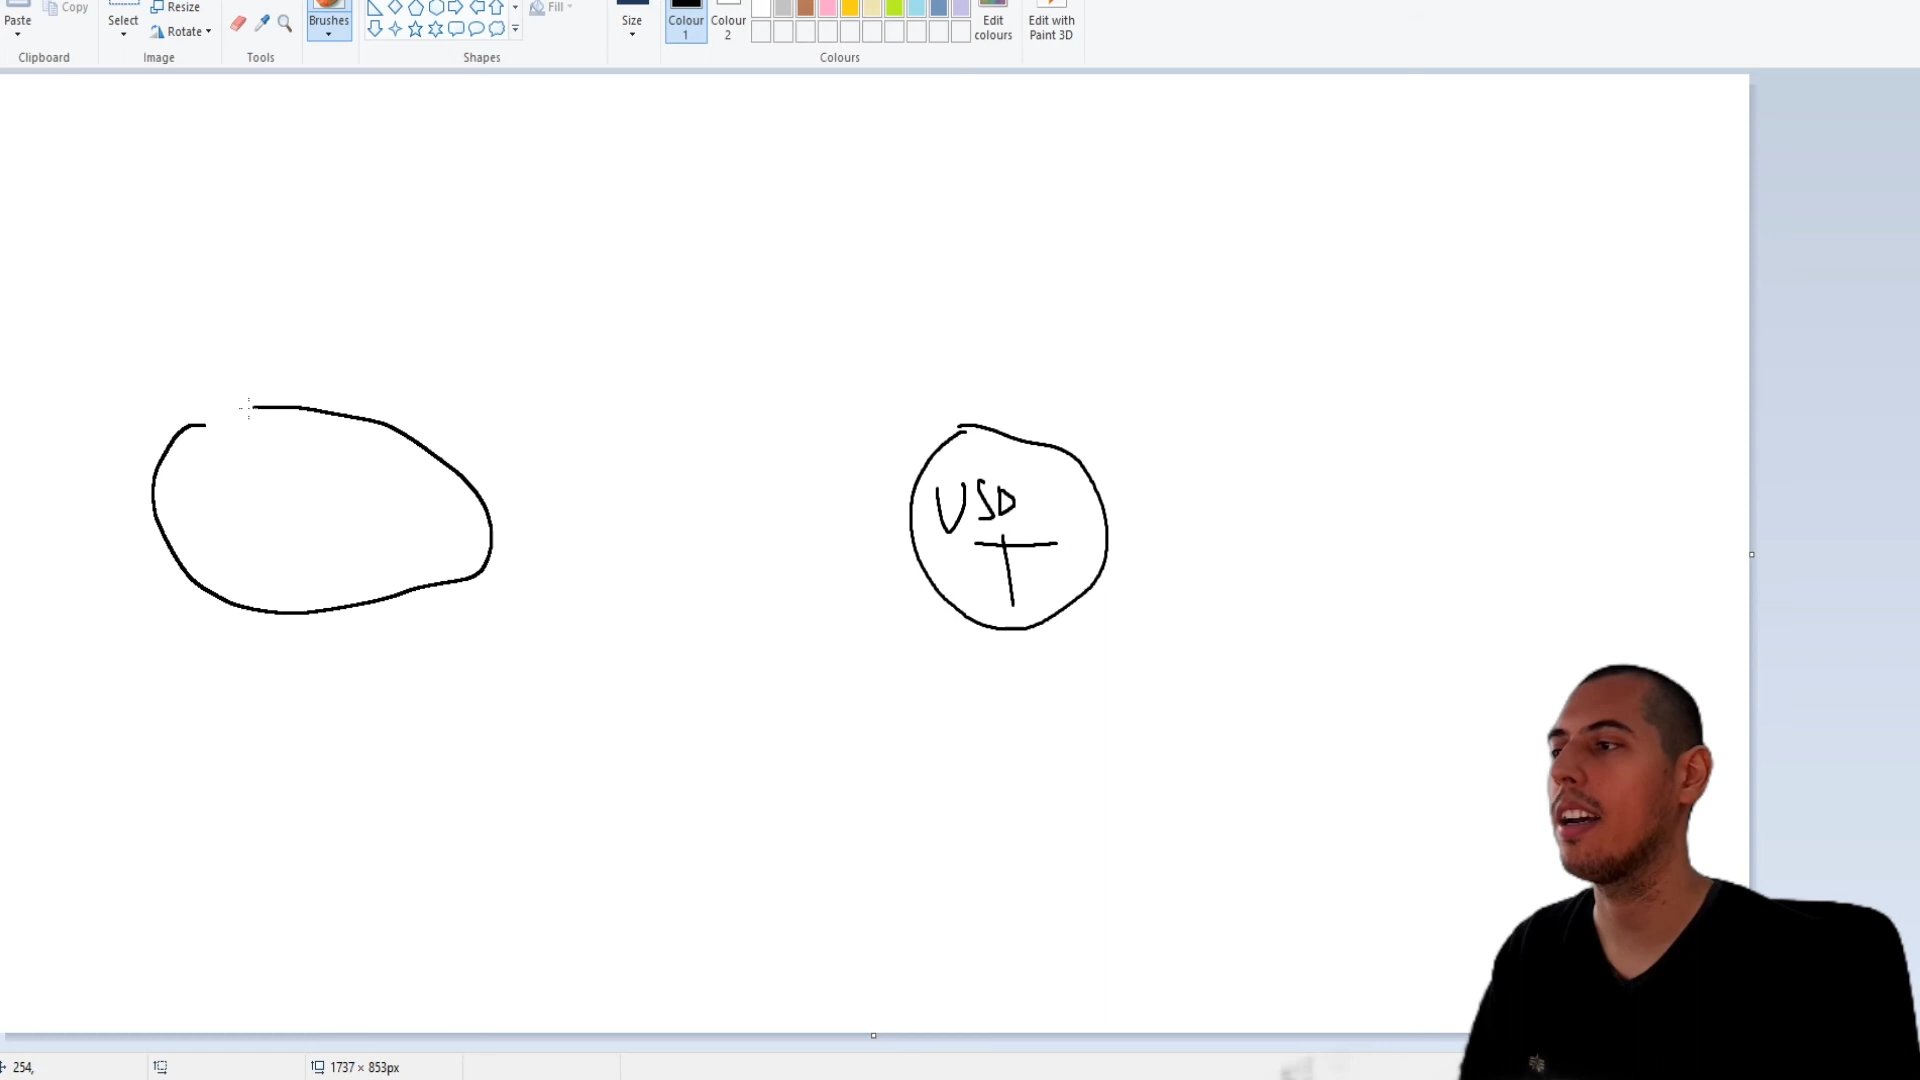 Paste
Copy
Select
Resize
Rotate
Brushes
Fill
Size
Colour
1
Colour
2
Edit
colours
Edit with
Paint 3D
Clipboard
Image
Tools
Shapes
Colours
USD
T
254,
1737 × 853px